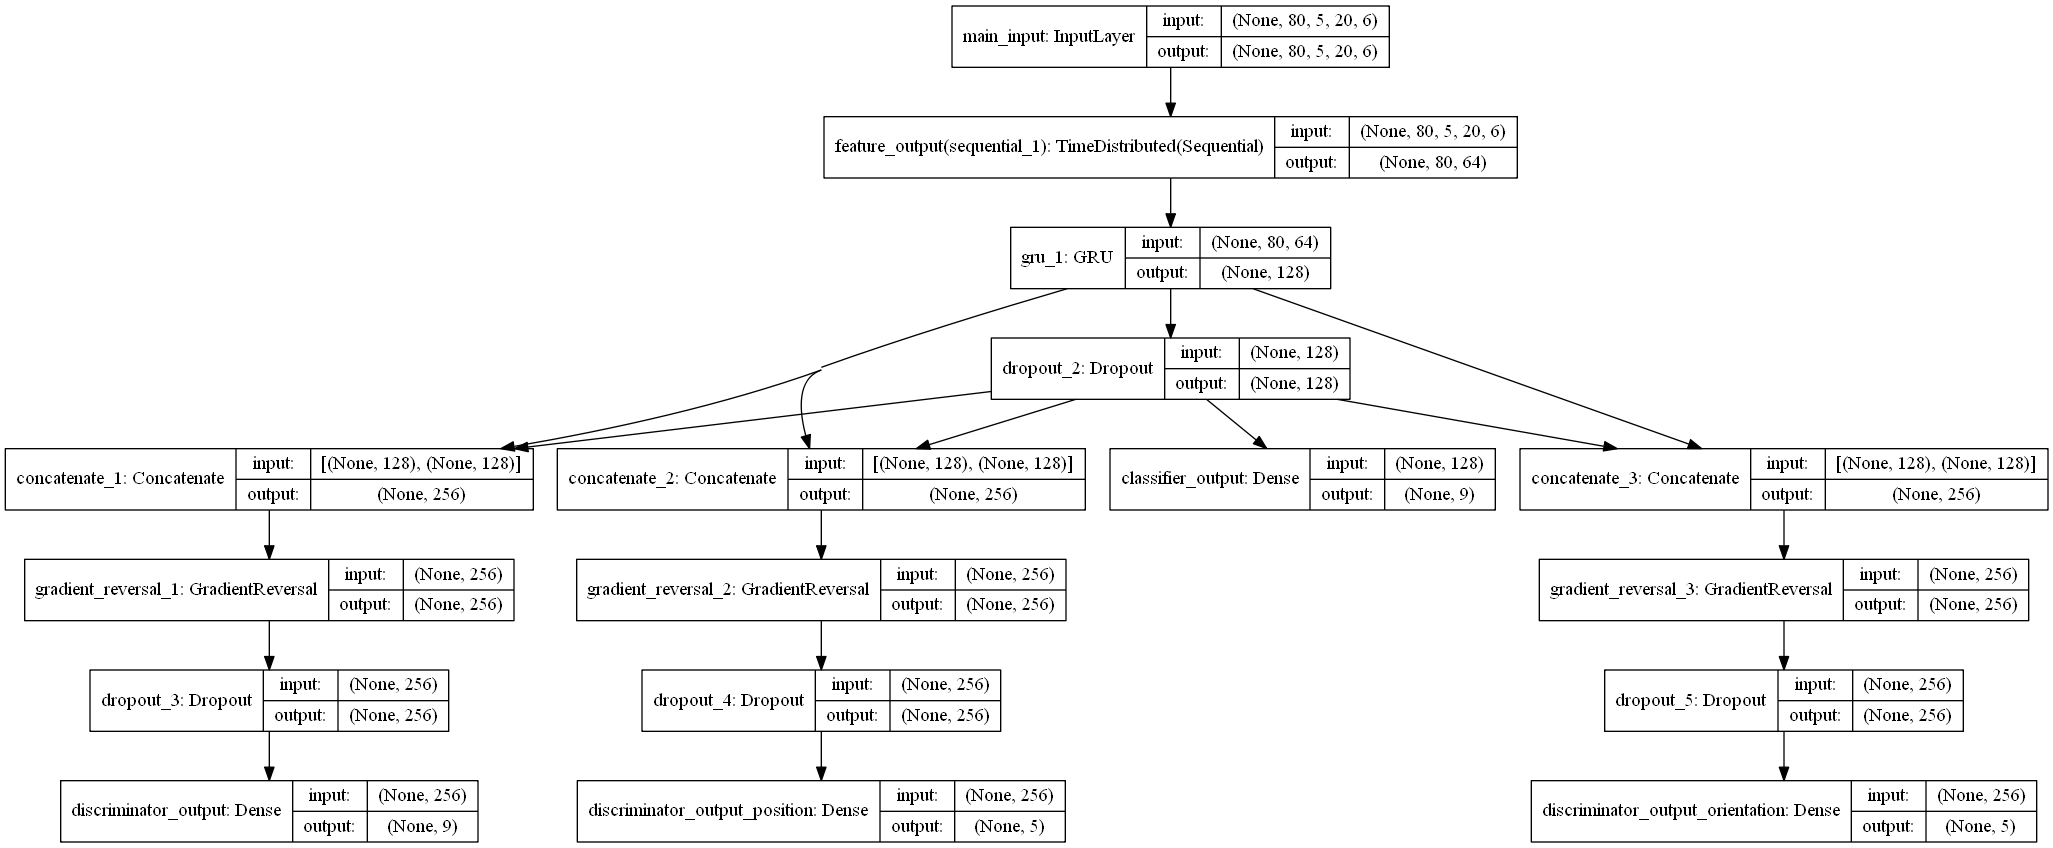 main_input: InputLayer
input: (None, 80, 5, 20, 6)
output: (None, 80, 5, 20, 6)
feature_output(sequential_1): TimeDistributed(Sequential)
input: (None, 80, 5, 20, 6)
output: (None, 80, 64)
gru_1: GRU
input: (None, 80, 64)
output: (None, 128)
dropout_2: Dropout
input: (None, 128)
output: (None, 128)
concatenate_1: Concatenate
input: [(None, 128), (None, 128)]
output: (None, 256)
concatenate_2: Concatenate
input: [(None, 128), (None, 128)]
output: (None, 256)
classifier_output: Dense
input: (None, 128)
output: (None, 9)
concatenate_3: Concatenate
input: [(None, 128), (None, 128)]
output: (None, 256)
gradient_reversal_1: GradientReversal
input: (None, 256)
output: (None, 256)
gradient_reversal_2: GradientReversal
input: (None, 256)
output: (None, 256)
gradient_reversal_3: GradientReversal
input: (None, 256)
output: (None, 256)
dropout_3: Dropout
input: (None, 256)
output: (None, 256)
dropout_4: Dropout
input: (None, 256)
output: (None, 256)
dropout_5: Dropout
input: (None, 256)
output: (None, 256)
discriminator_output: Dense
input: (None, 256)
output: (None, 9)
discriminator_output_position: Dense
input: (None, 256)
output: (None, 5)
discriminator_output_orientation: Dense
input: (None, 256)
output: (None, 5)